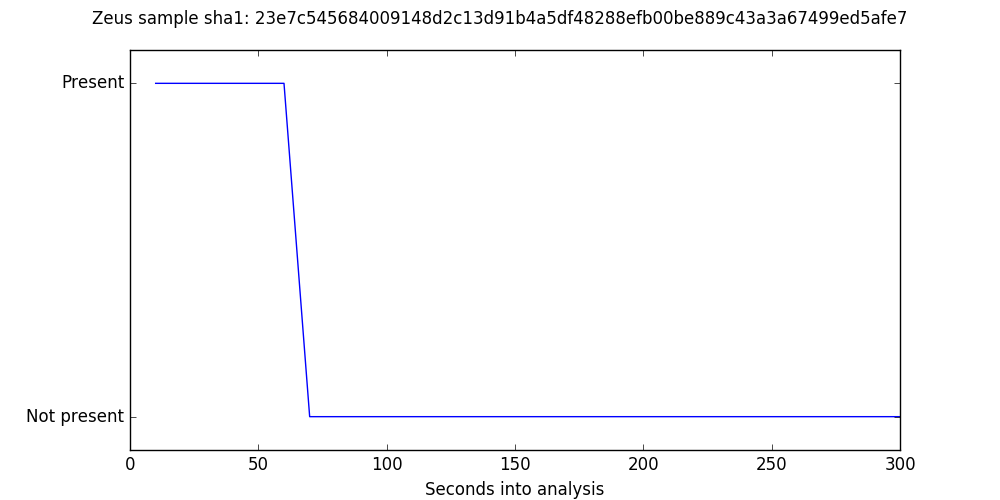 Zeus sample sha1: 23e7c545684009148d2c13d91b4a5df48288efb00be889c43a3a67499ed5afe7
Present
Not present
0 50 100 150 200 250 300
Seconds into analysis